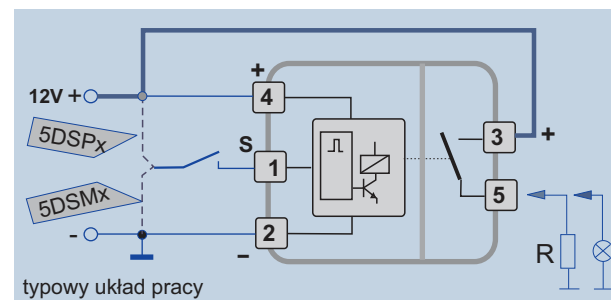 12V +
5DSPx
5DSMx
-
S
+
4
1
2
–
3
+
5
R
typowy układ pracy